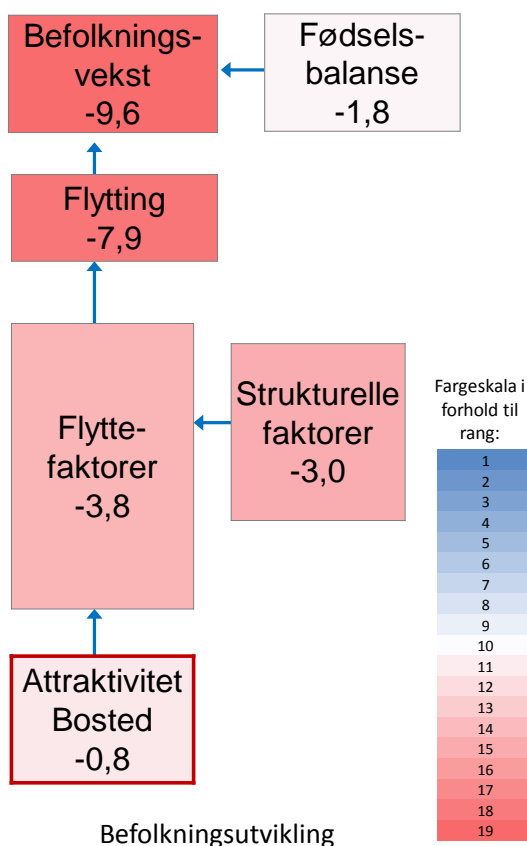 Befolknings-
vekst
-9,6
Fødsels-
balanse
-1,8
Flytting
-7,9
Flytte-
faktorer
-3,8
Strukturelle
faktorer
-3,0
Attraktivitet
Bosted
-0,8
Fargeskala i
forhold til
rang:
1
2
3
4
5
6
7
8
9
10
11
12
13
14
15
16
17
18
19
Befolkningsutvikling